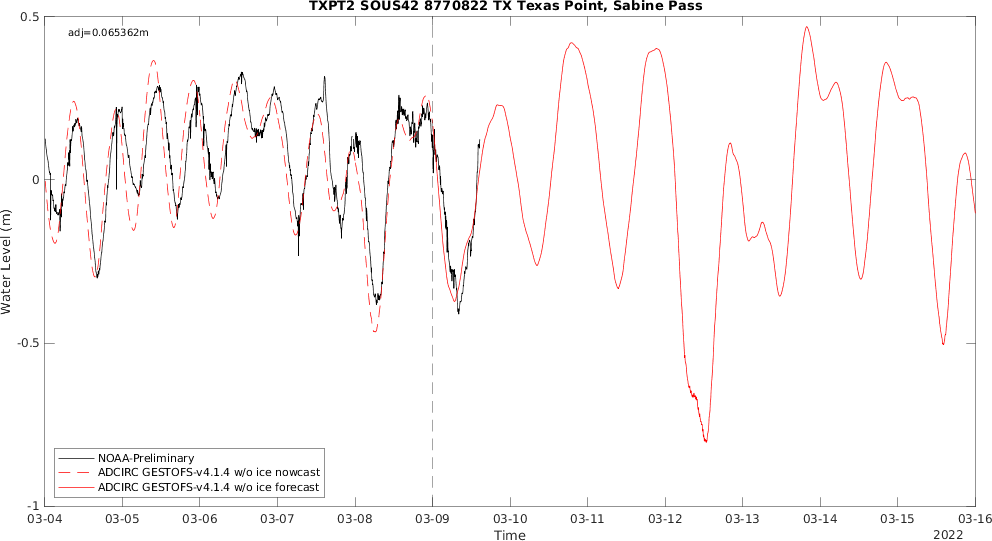 TXPT2 SOUS42 8770822 TX Texas Point, Sabine Pass
adj=0.065362m
0.5
0
-0.5
-1
Water Level (m)
NOAA-Preliminary
ADCIRC GESTOFS-v4.1.4 w/o ice nowcast
ADCIRC GESTOFS-v4.1.4 w/o ice forecast
03-04 03-05 03-06 03-07 03-08 03-09 03-10 03-11 03-12 03-13 03-14 03-15 03-16
Time
2022